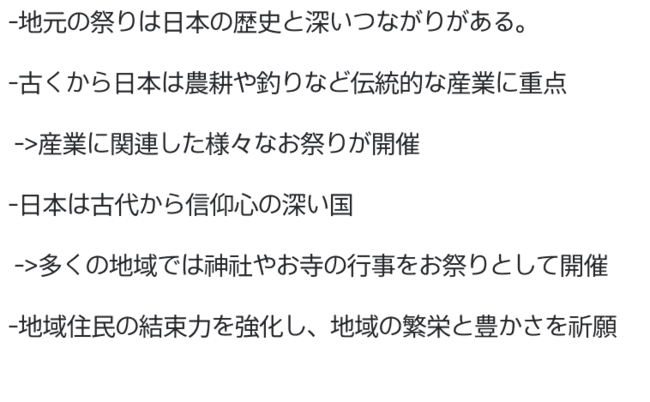 -地元の祭りは日本の歴史と深いつながりがある。
-古くから日本は農耕や釣りなど伝統的な産業に重点
->産業に関連した様々なお祭りが開催
-日本は古代から信仰心の深い国
->多くの地域では神社やお寺の行事をお祭りとして開催
-地域住民の結束力を強化し、地域の繁栄と豊かさを祈願